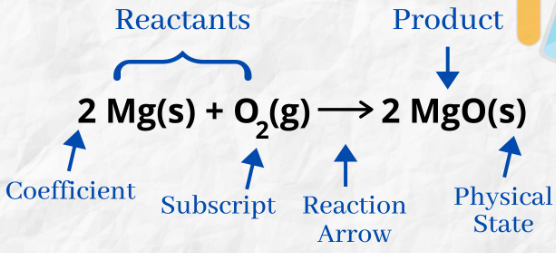 Reactants
Product
2 Mg(s) + O₂(g) ⟶ 2 MgO(s)
Coefficient
Subscript
Reaction
Arrow
Physical
State